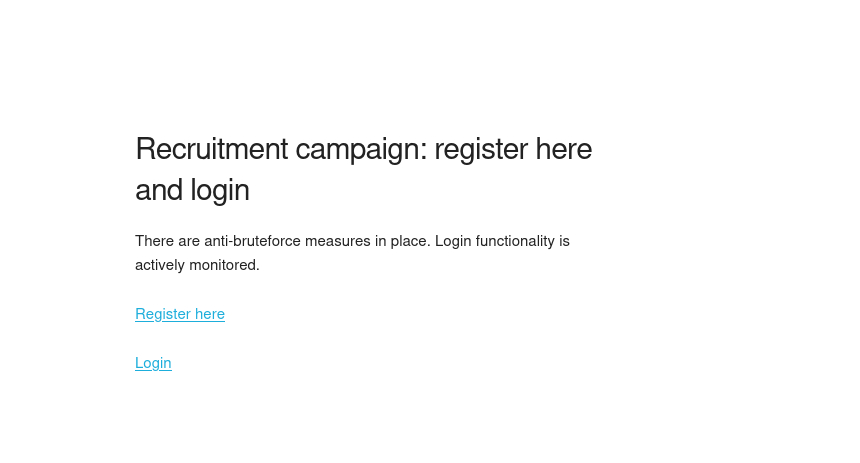 Recruitment campaign: register here
and login
There are anti-bruteforce measures in place. Login functionality is
actively monitored.
Register here
Login